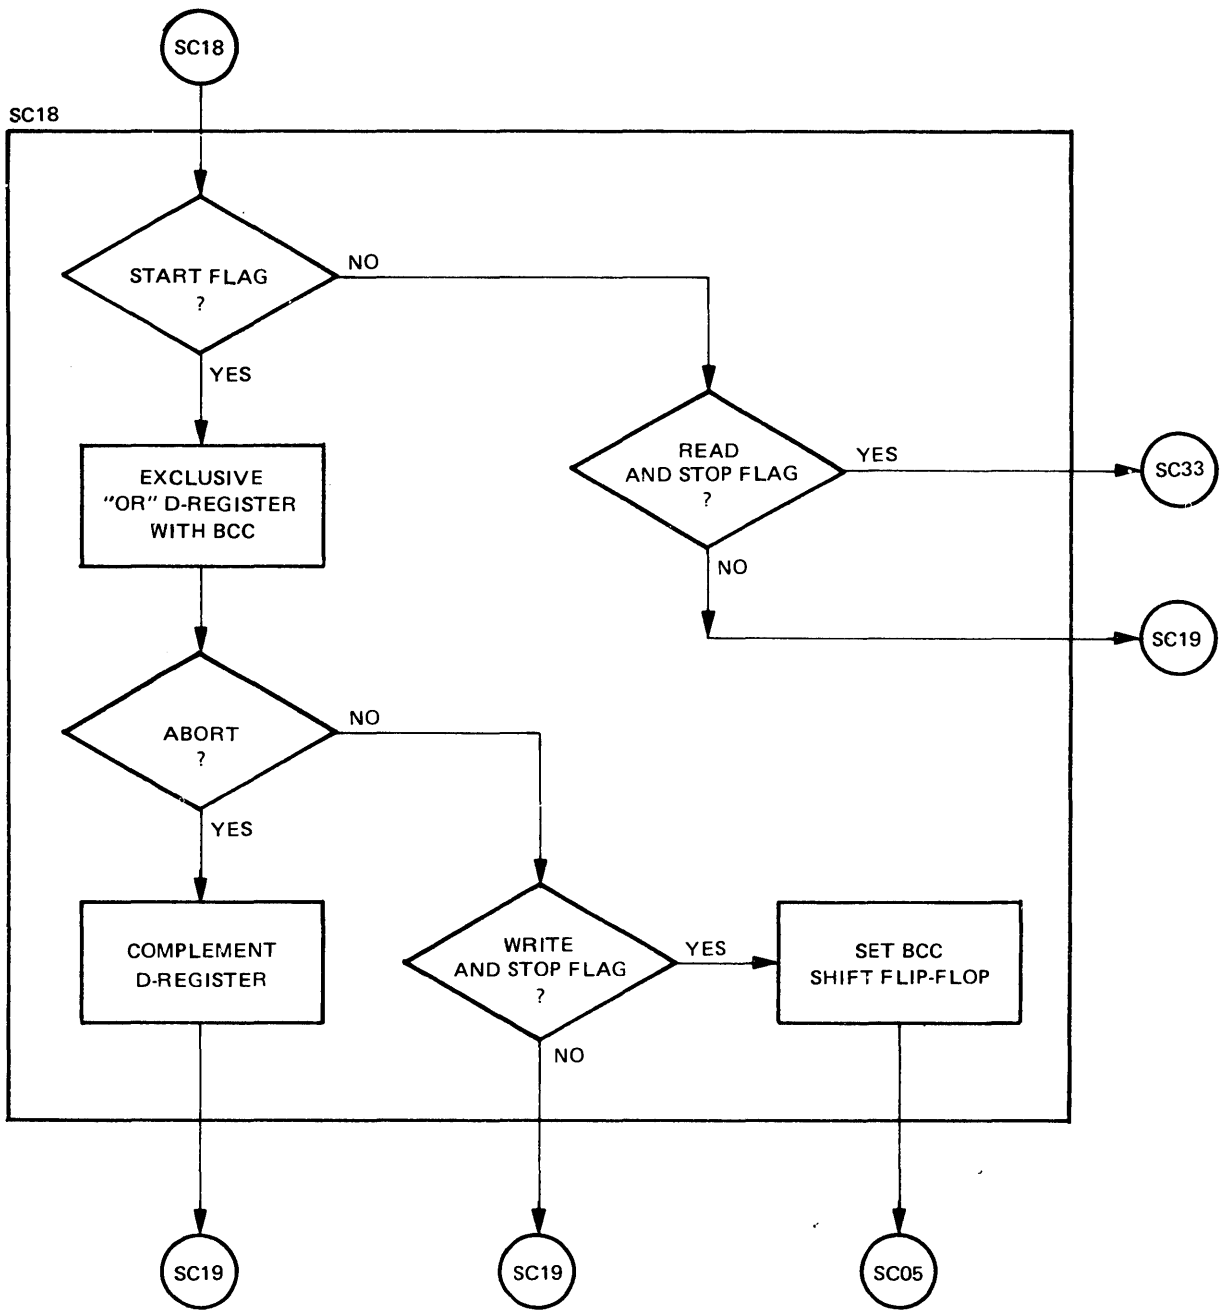 SC18
SC18
START FLAG
?
NO
YES
EXCLUSIVE
"OR" D-REGISTER
WITH BCC
READ
AND STOP FLAG
?
YES
SC33
NO
SC19
ABORT
?
NO
YES
COMPLEMENT
D-REGISTER
WRITE
AND STOP FLAG
?
YES
NO
SET BCC
SHIFT FLIP-FLOP
SC19
SC19
SC05